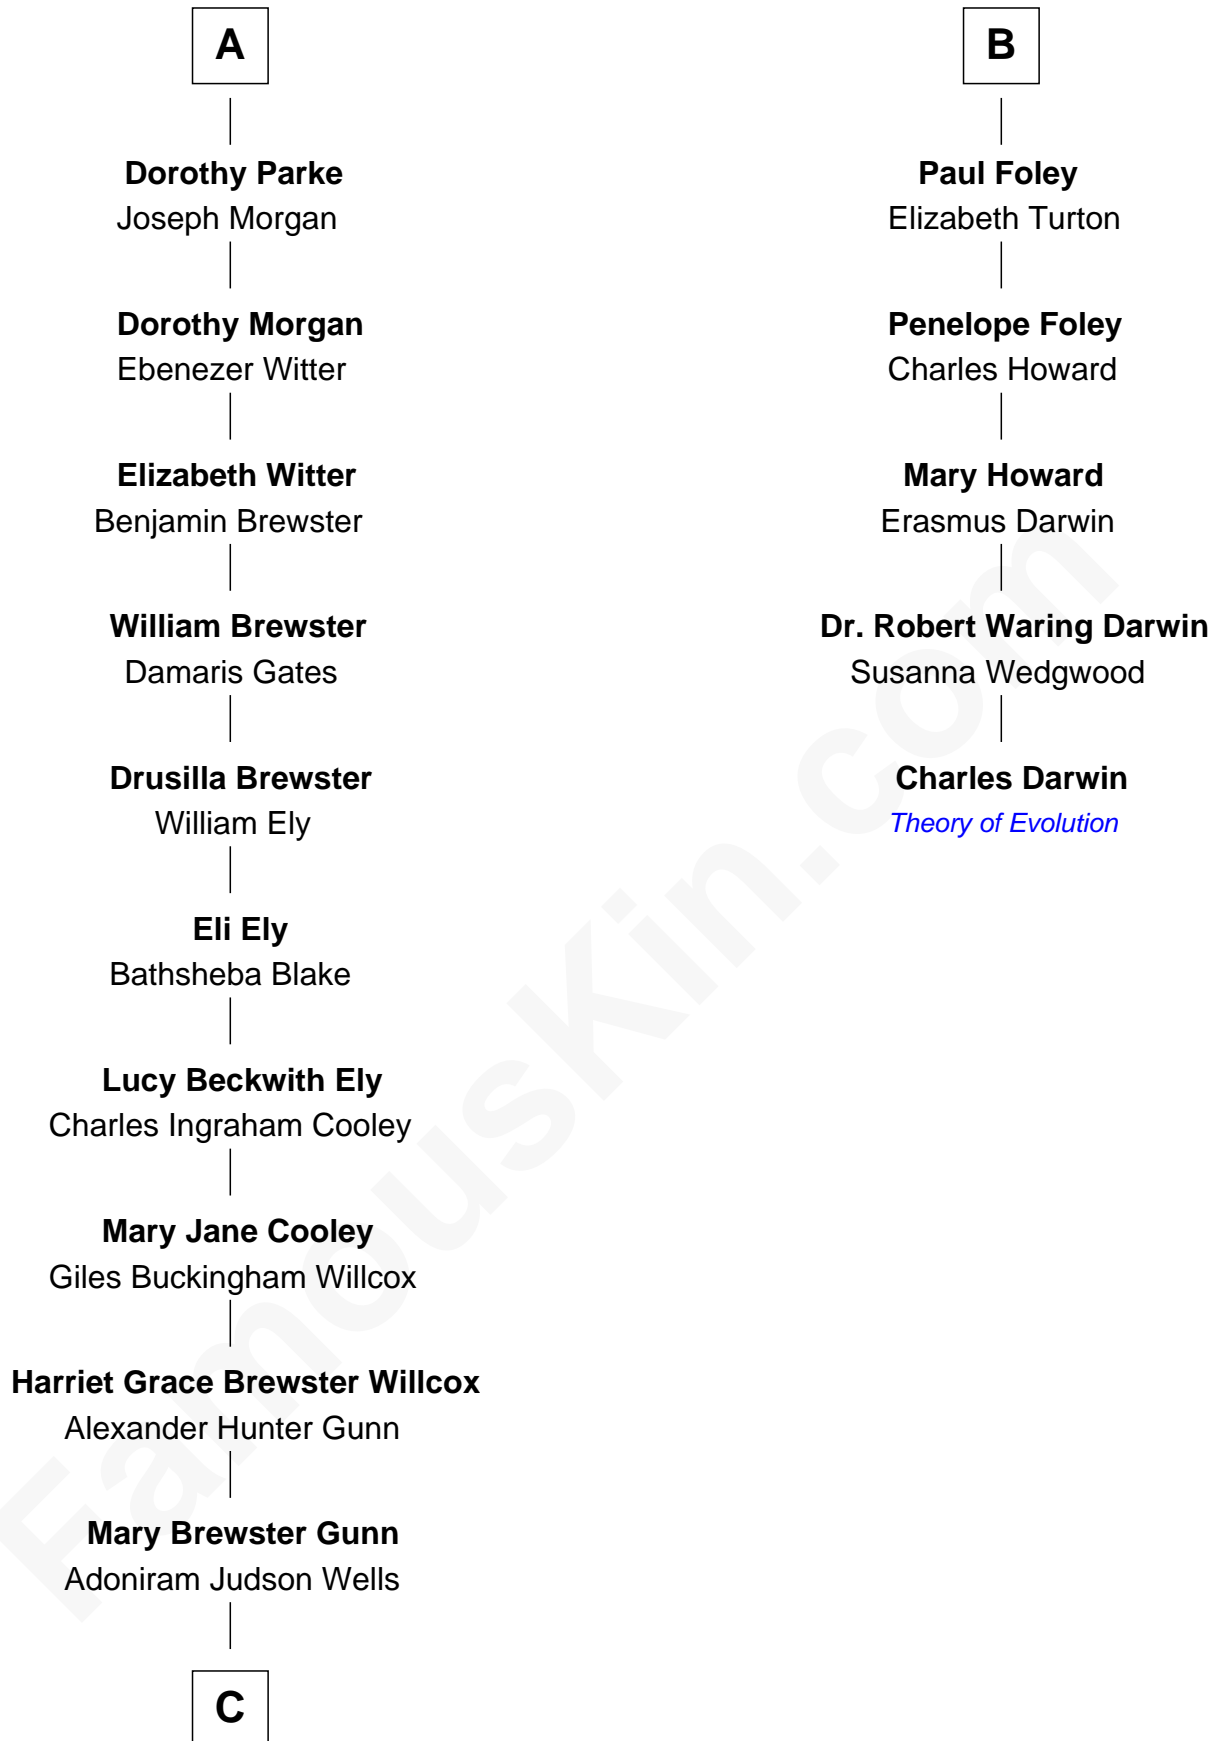 A
Dorothy Parke
Joseph Morgan
Dorothy Morgan
Ebenezer Witter
Elizabeth Witter
Benjamin Brewster
William Brewster
Damaris Gates
Drusilla Brewster
William Ely
Eli Ely
Bathsheba Blake
Lucy Beckwith Ely
Charles Ingraham Cooley
Mary Jane Cooley
Giles Buckingham Willcox
Harriet Grace Brewster Willcox
Alexander Hunter Gunn
Mary Brewster Gunn
Adoniram Judson Wells
C
B
Paul Foley
Elizabeth Turton
Penelope Foley
Charles Howard
Mary Howard
Erasmus Darwin
Dr. Robert Waring Darwin
Susanna Wedgwood
Charles Darwin
Theory of Evolution
FamousKin.com